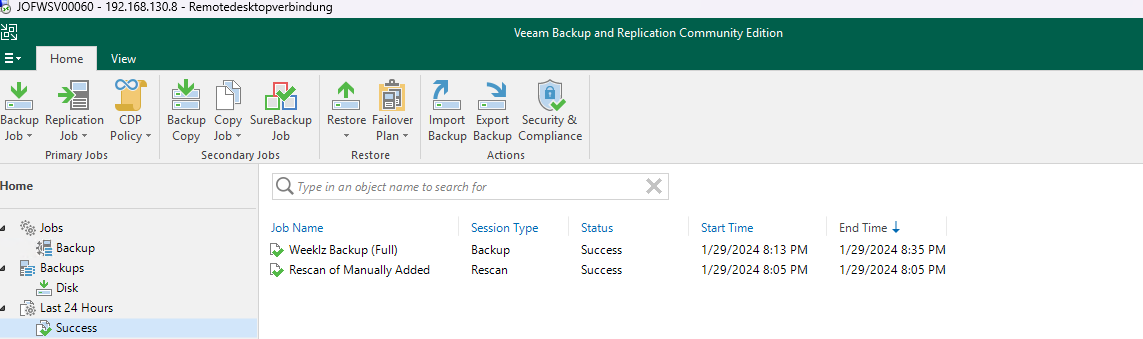 JOFWSV00060 - 192.168.130.8 - Remotedesktopverbindung
Veeam Backup and Replication Community Edition
Home View
Backup Job Replication Job CDP Policy Backup Copy Copy Job SureBackup Job Restore Failover Plan Import Backup Export Backup Security & Compliance
Primary Jobs Secondary Jobs Restore Actions
Home
Type in an object name to search for
Job Name Session Type Status Start Time End Time
Weeklz Backup (Full) Backup Success 1/29/2024 8:13 PM 1/29/2024 8:35 PM
Rescan of Manually Added Rescan Success 1/29/2024 8:05 PM 1/29/2024 8:05 PM
Jobs
Backup
Backups
Disk
Last 24 Hours
Success